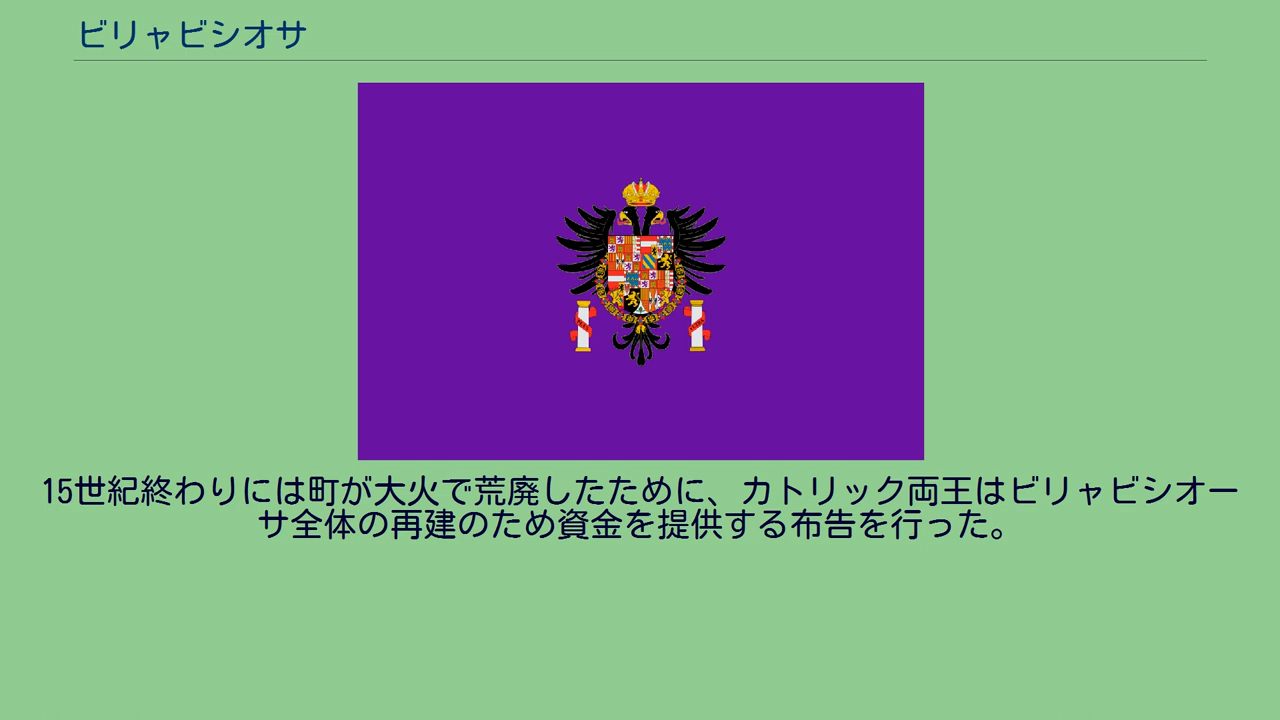 ビリャビシオサ
15世紀終わりには町が大火で荒廃したために、カトリック両王はビリャビシオー
サ全体の再建のため資金を提供する布告を行った。